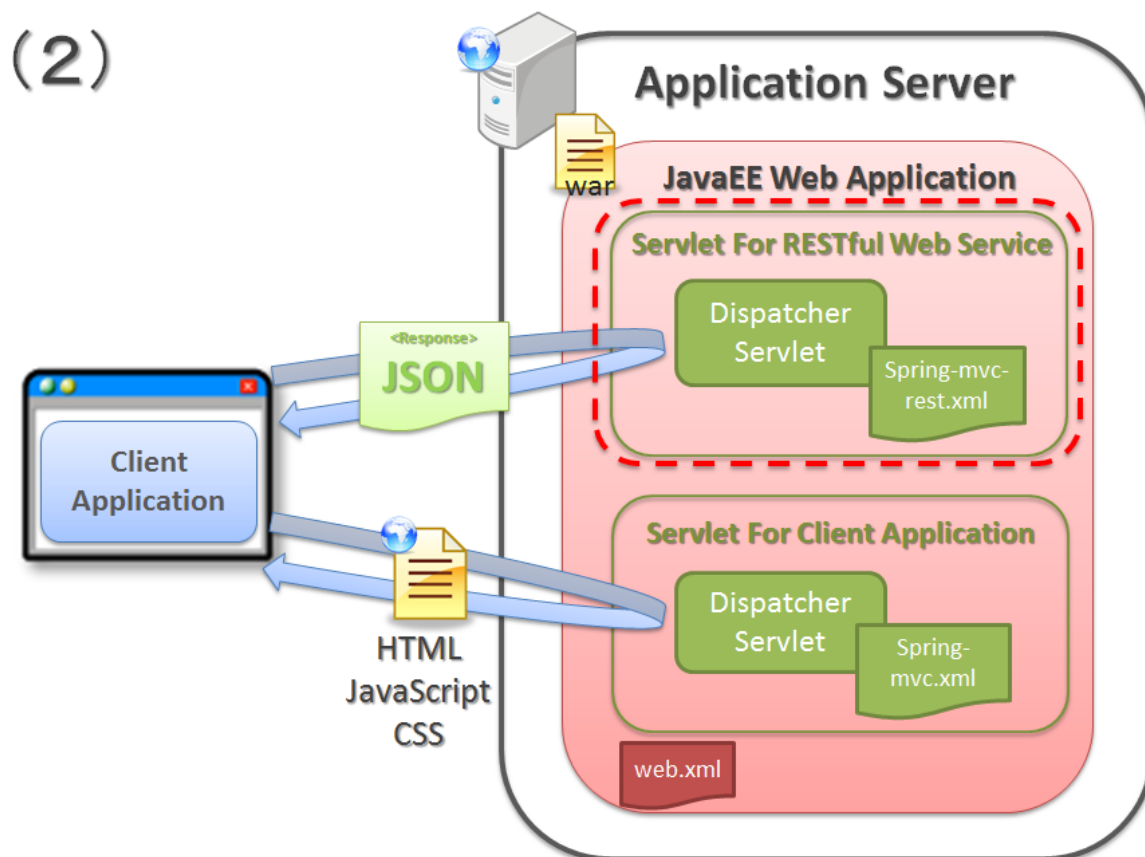 （2）
Application Server
war
JavaEE Web Application
Servlet For RESTful Web Service
Dispatcher
Servlet
Spring-mvc-
rest.xml
<Response>
JSON
Client
Application
Servlet For Client Application
Dispatcher
Servlet
Spring-
mvc.xml
HTML
JavaScript
CSS
web.xml